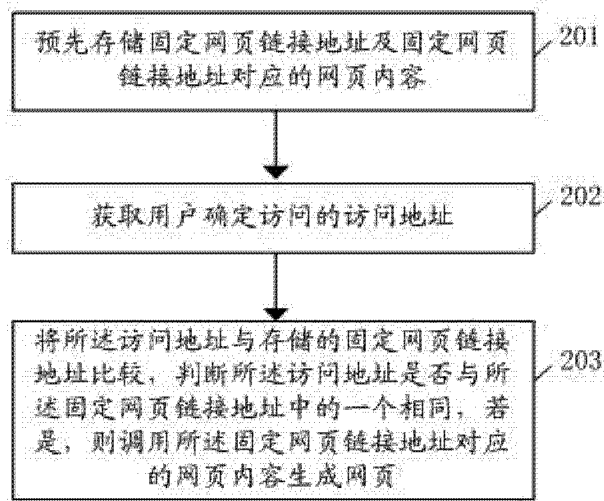 预先存储固定网页链接地址及固定网页
链接地址对应的网页内容
201
获取用户确定访问的访问地址
202
将所述访问地址与存储的固定网页链接
地址比较，判断所述访问地址是否与所
述固定网页链接地址中的一个相同，若
是，则调用所述固定网页链接地址对应
的网页内容生成网页
203